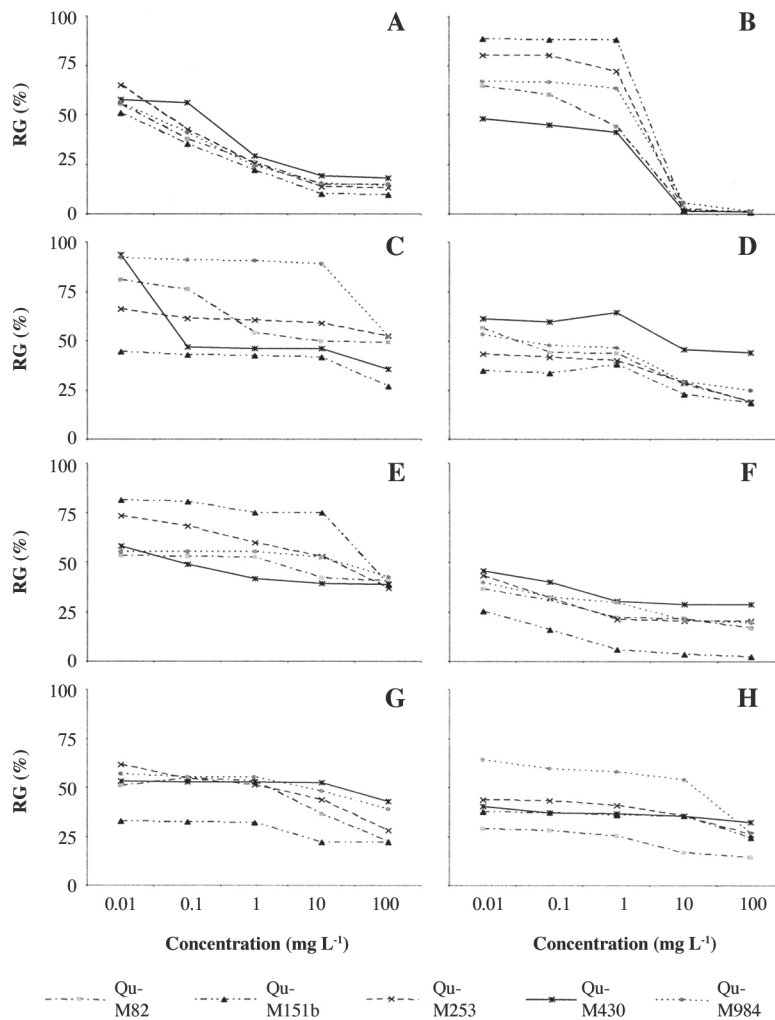 A
B
100
75
50
25
0
RG (%)
C
D
100
75
50
25
0
RG (%)
E
F
100
75
50
25
0
RG (%)
G
H
100
75
50
25
0
RG (%)
0.01 0.1 1 10 100
0.01 0.1 1 10 100
Concentration (mg L⁻¹)
Concentration (mg L⁻¹)
Qu-M82
Qu-M151b
Qu-M253
Qu-M430
Qu-M984